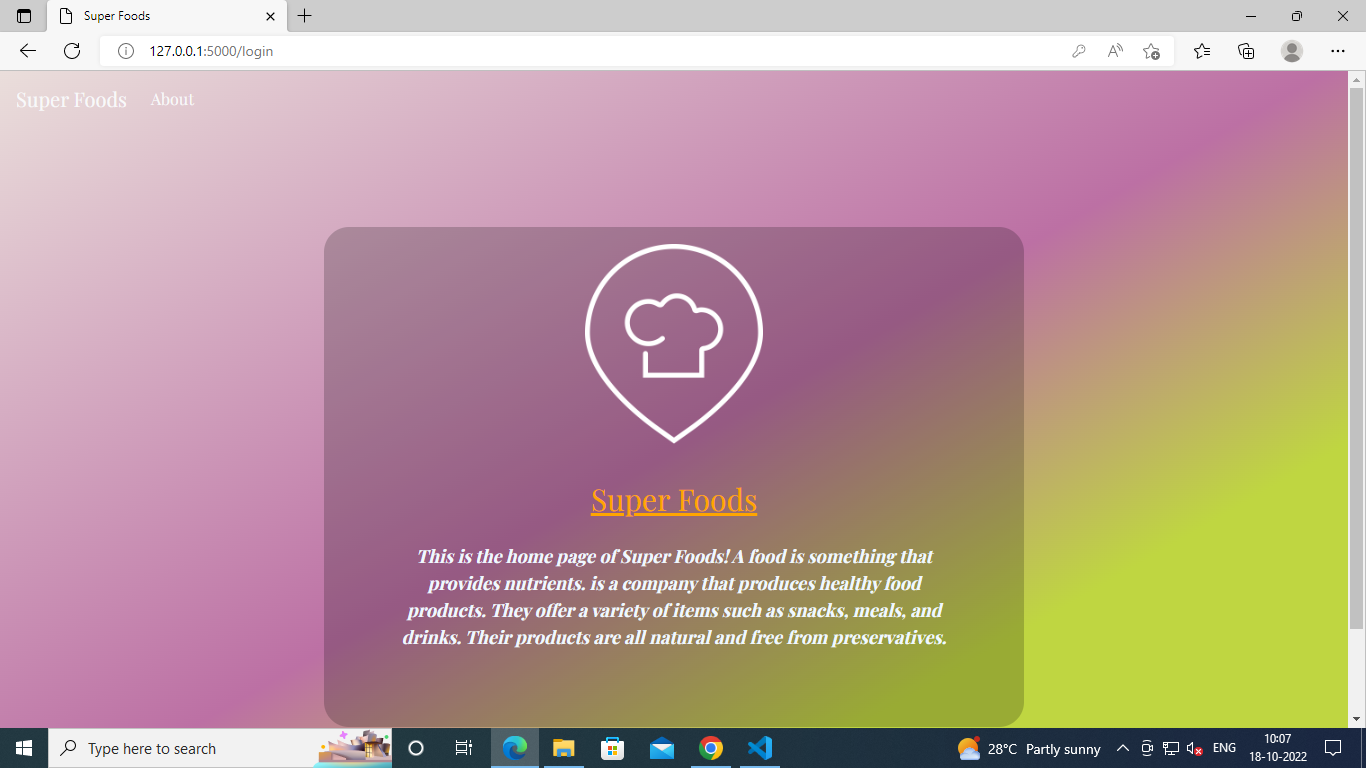 Super Foods
127.0.0.1:5000/login
Super Foods About
Super Foods
This is the home page of Super Foods! A food is something that
provides nutrients. is a company that produces healthy food
products. They offer a variety of items such as snacks, meals, and
drinks. Their products are all natural and free from preservatives.
Type here to search
28°C Partly sunny
ENG
10:07
18-10-2022